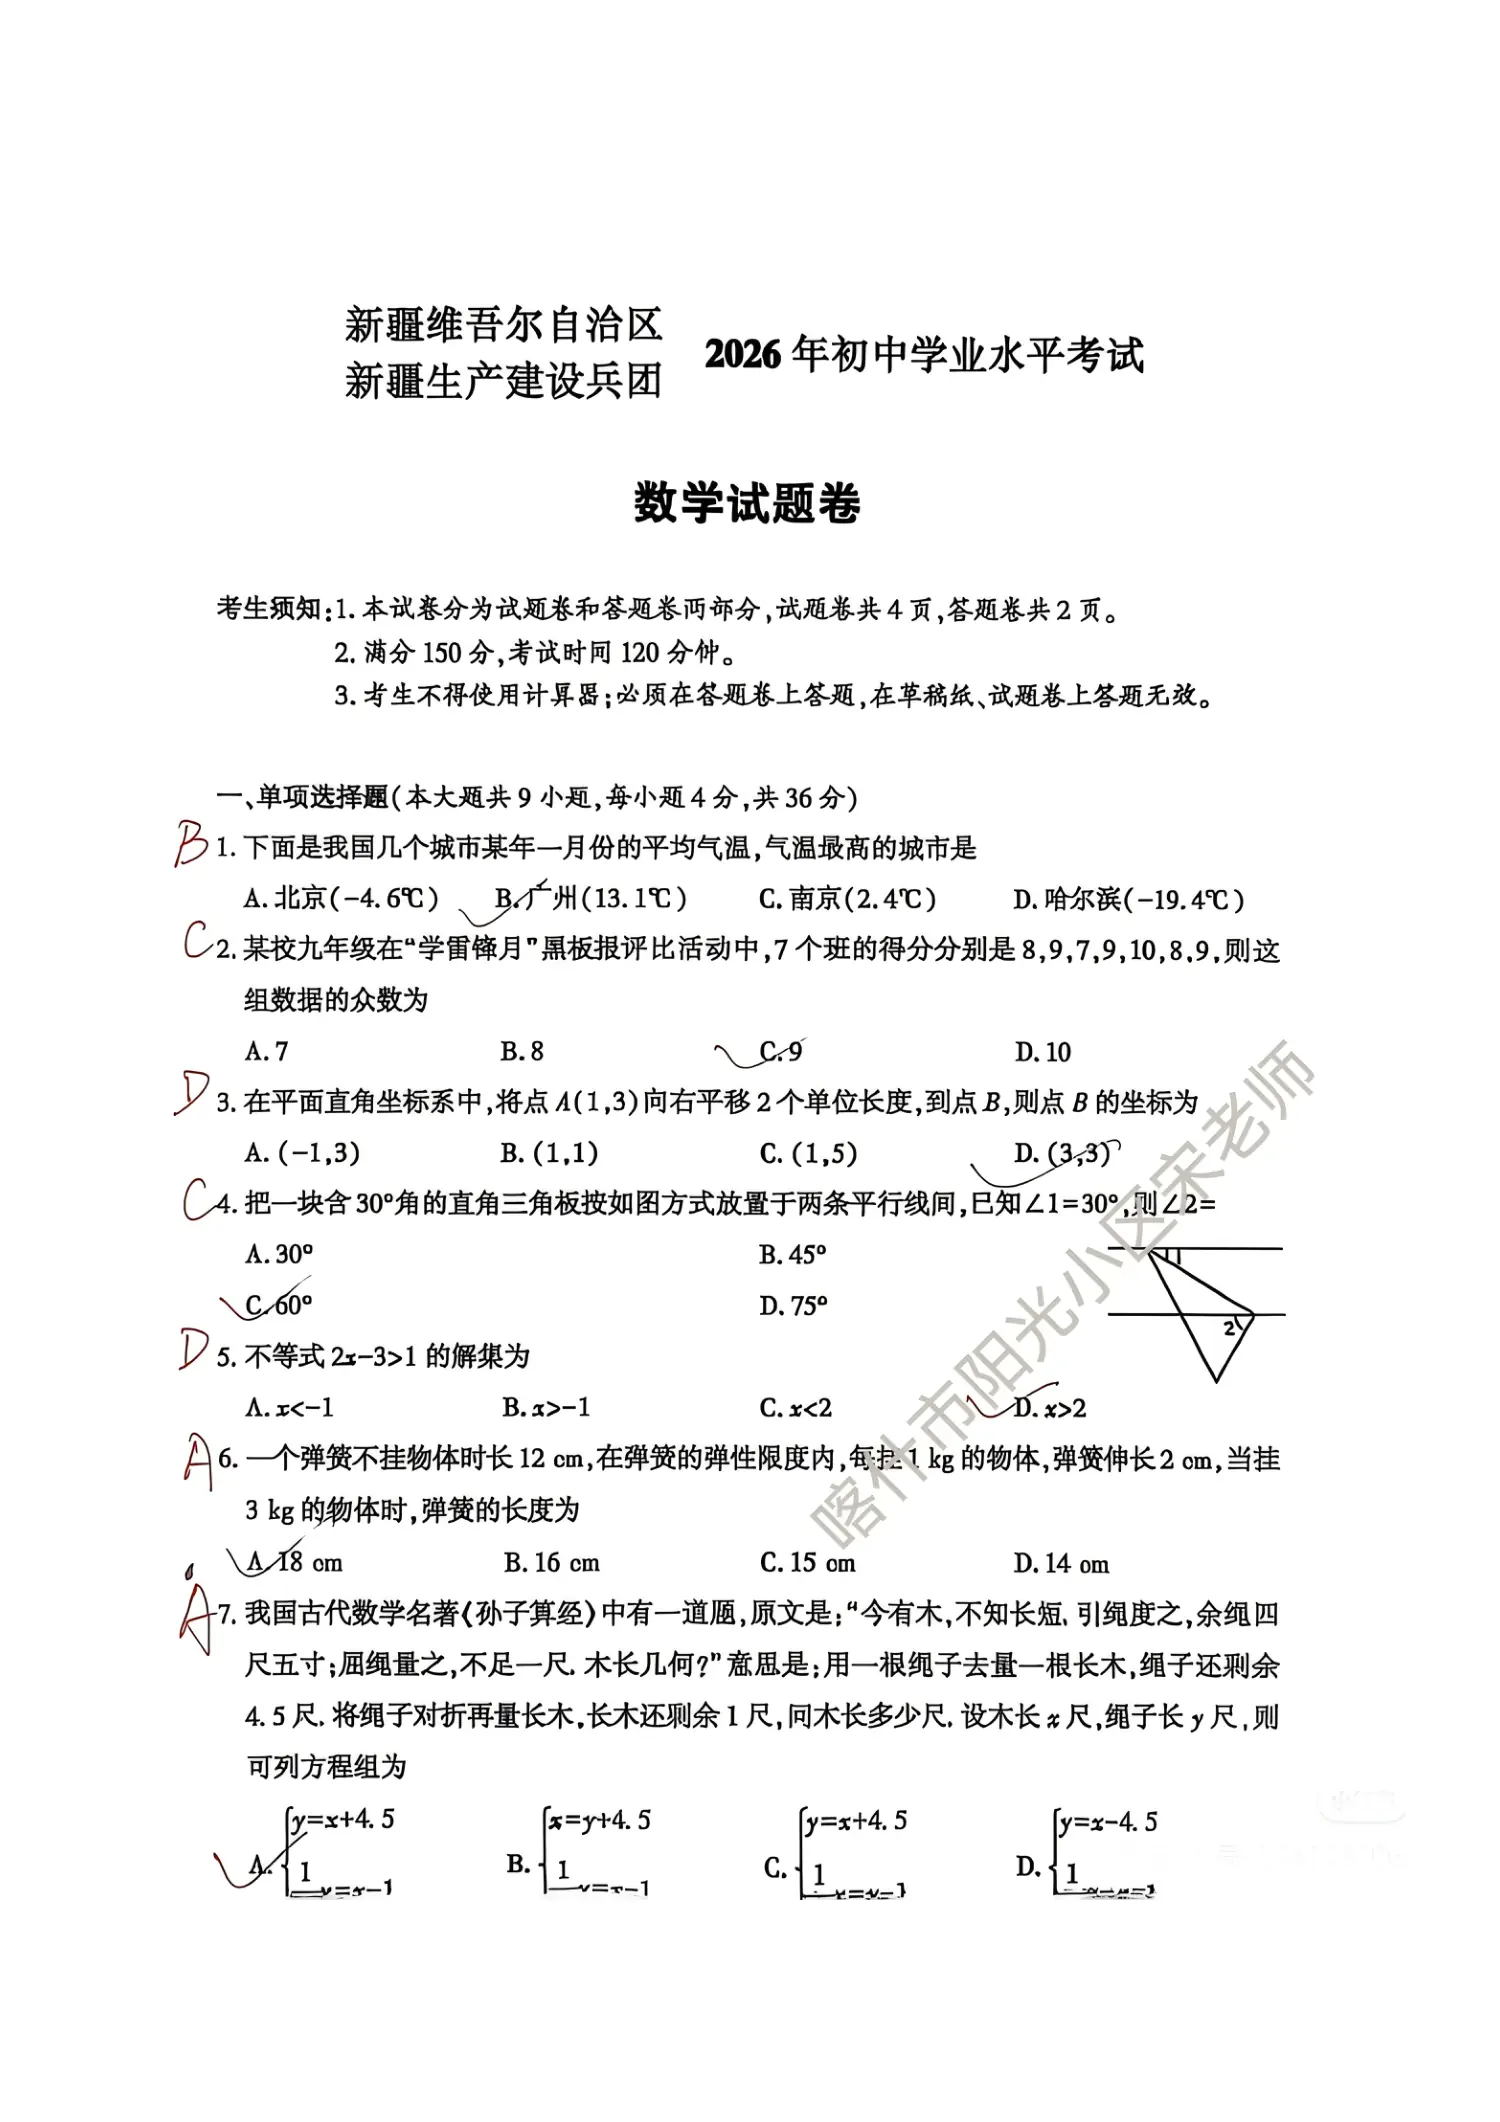 新疆维吾尔自治区
新疆生产建设兵团
2026年初中学业水平考试
数学试题卷
考生须知:1.本试卷分为试题卷和答题卷两部分,试题卷共4页,答题卷共2页。
2.满分150分,考试时间120分钟。
3.考生不得使用计算器;必须在答题卷上答题,在草稿纸、试题卷上答题无效。
一、单项选择题(本大题共9小题,每小题4分,共36分)
B 1.下面是我国几个城市某年一月份的平均气温,气温最高的城市是
A.北京(-4.6℃) B.广州(13.1℃) C.南京(2.4℃) D.哈尔滨(-19.4℃)
C 2.某校九年级在“学雷锋月”黑板报评比活动中,7个班的得分分别是8,9,7,9,10,8,9,则这
组数据的众数为
A.7 B.8 C.9 D.10
D 3.在平面直角坐标系中,将点A(1,3)向右平移2个单位长度,到点B,则点B的坐标为
A.(-1,3) B.(1,1) C.(1,5) D.(3,3)
C 4.把一块含30°角的直角三角板按如图方式放置于两条平行线间,已知∠1=30°,则∠2=
A.30° B.45°
C.60° D.75°
1
2
D 5.不等式2x-3>1的解集为
A.x<-1 B.x>-1 C.x<2 D.x>2
A 6.一个弹簧不挂物体时长12 cm,在弹簧的弹性限度内,每挂1 kg的物体,弹簧伸长2 cm,当挂
3 kg的物体时,弹簧的长度为
A.18 cm B.16 cm C.15 cm D.14 cm
A 7.我国古代数学名著《孙子算经》中有一道题,原文是:“今有木,不知长短.引绳度之,余绳四
尺五寸;屈绳量之,不足一尺.木长几何?”意思是:用一根绳子去量一根长木,绳子还剩余
4.5尺.将绳子对折再量长木,长木还剩余1尺,问木长多少尺.设木长x尺,绳子长y尺,则
可列方程组为
y=x+4.5 x=y+4.5 y=x+4.5 y=x-4.5
A. 1 B. 1 C. 1 D. 1
y=x-1 y=x-1
喀什市阳光小区宋老师